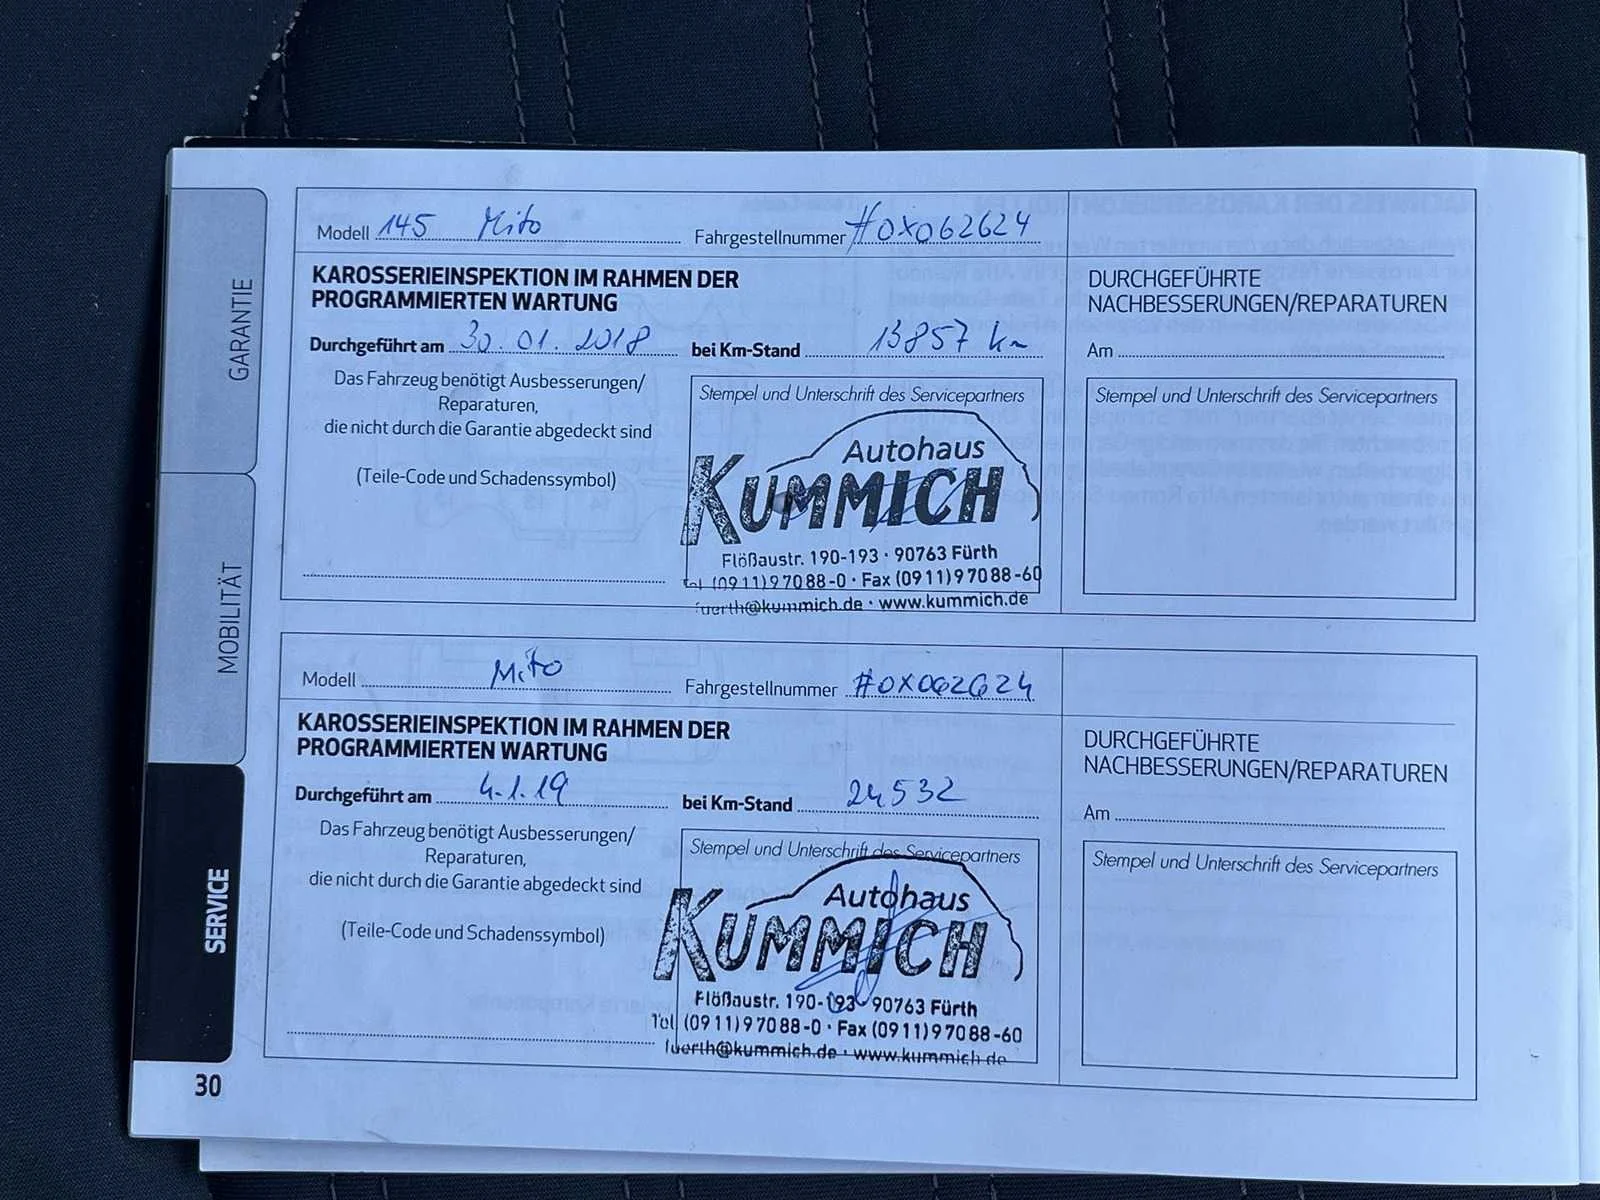 Modell 145 Mito Fahrgestellnummer #0X062624
KAROSSERIEINSPEKTION IM RAHMEN DER
PROGRAMMIERTEN WARTUNG
Durchgeführt am 30.01.2018 bei Km-Stand 13857 km
Das Fahrzeug benötigt Ausbesserungen/
Reparaturen,
die nicht durch die Garantie abgedeckt sind
(Teile-Code und Schadenssymbol)
Stempel und Unterschrift des Servicepartners
Autohaus
KUMMICH
Flößaustr. 190-193 · 90763 Fürth
Tel. (0911)97088-0 · Fax (0911)97088-60
fuerth@kummich.de · www.kummich.de
DURCHGEFÜHRTE
NACHBESSERUNGEN/REPARATUREN
Am
Stempel und Unterschrift des Servicepartners
Modell Mito Fahrgestellnummer #0X062624
KAROSSERIEINSPEKTION IM RAHMEN DER
PROGRAMMIERTEN WARTUNG
Durchgeführt am 4.1.19 bei Km-Stand 24532
Das Fahrzeug benötigt Ausbesserungen/
Reparaturen,
die nicht durch die Garantie abgedeckt sind
(Teile-Code und Schadenssymbol)
Stempel und Unterschrift des Servicepartners
Autohaus
KUMMICH
Flößaustr. 190-193 90763 Fürth
Tel. (0911)97088-0 · Fax (0911)97088-60
fuerth@kummich.de · www.kummich.de
DURCHGEFÜHRTE
NACHBESSERUNGEN/REPARATUREN
Am
Stempel und Unterschrift des Servicepartners
GARANTIE
MOBILITÄT
SERVICE
30